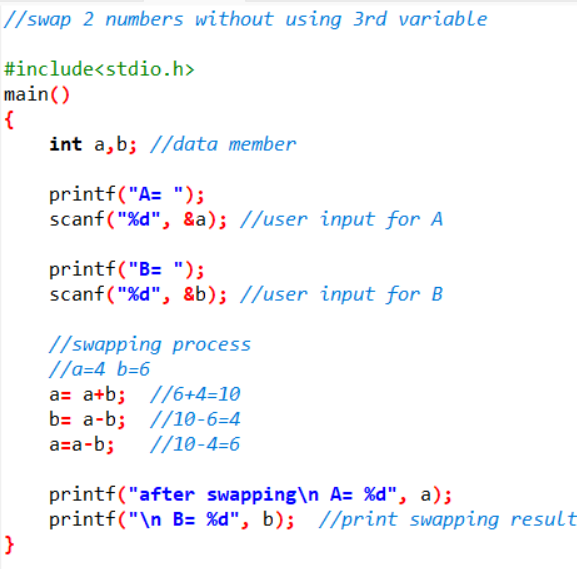 //swap 2 numbers without using 3rd variable
#include<stdio.h>
main()
{
int a,b; //data member
printf("A= ");
scanf("%d", &a); //user input for A
printf("B= ");
scanf("%d", &b); //user input for B
//swapping process
//a=4 b=6
a= a+b; //6+4=10
b= a-b; //10-6=4
a=a-b; //10-4=6
printf("after swapping\n A= %d", a);
printf("\n B= %d", b); //print swapping result
}